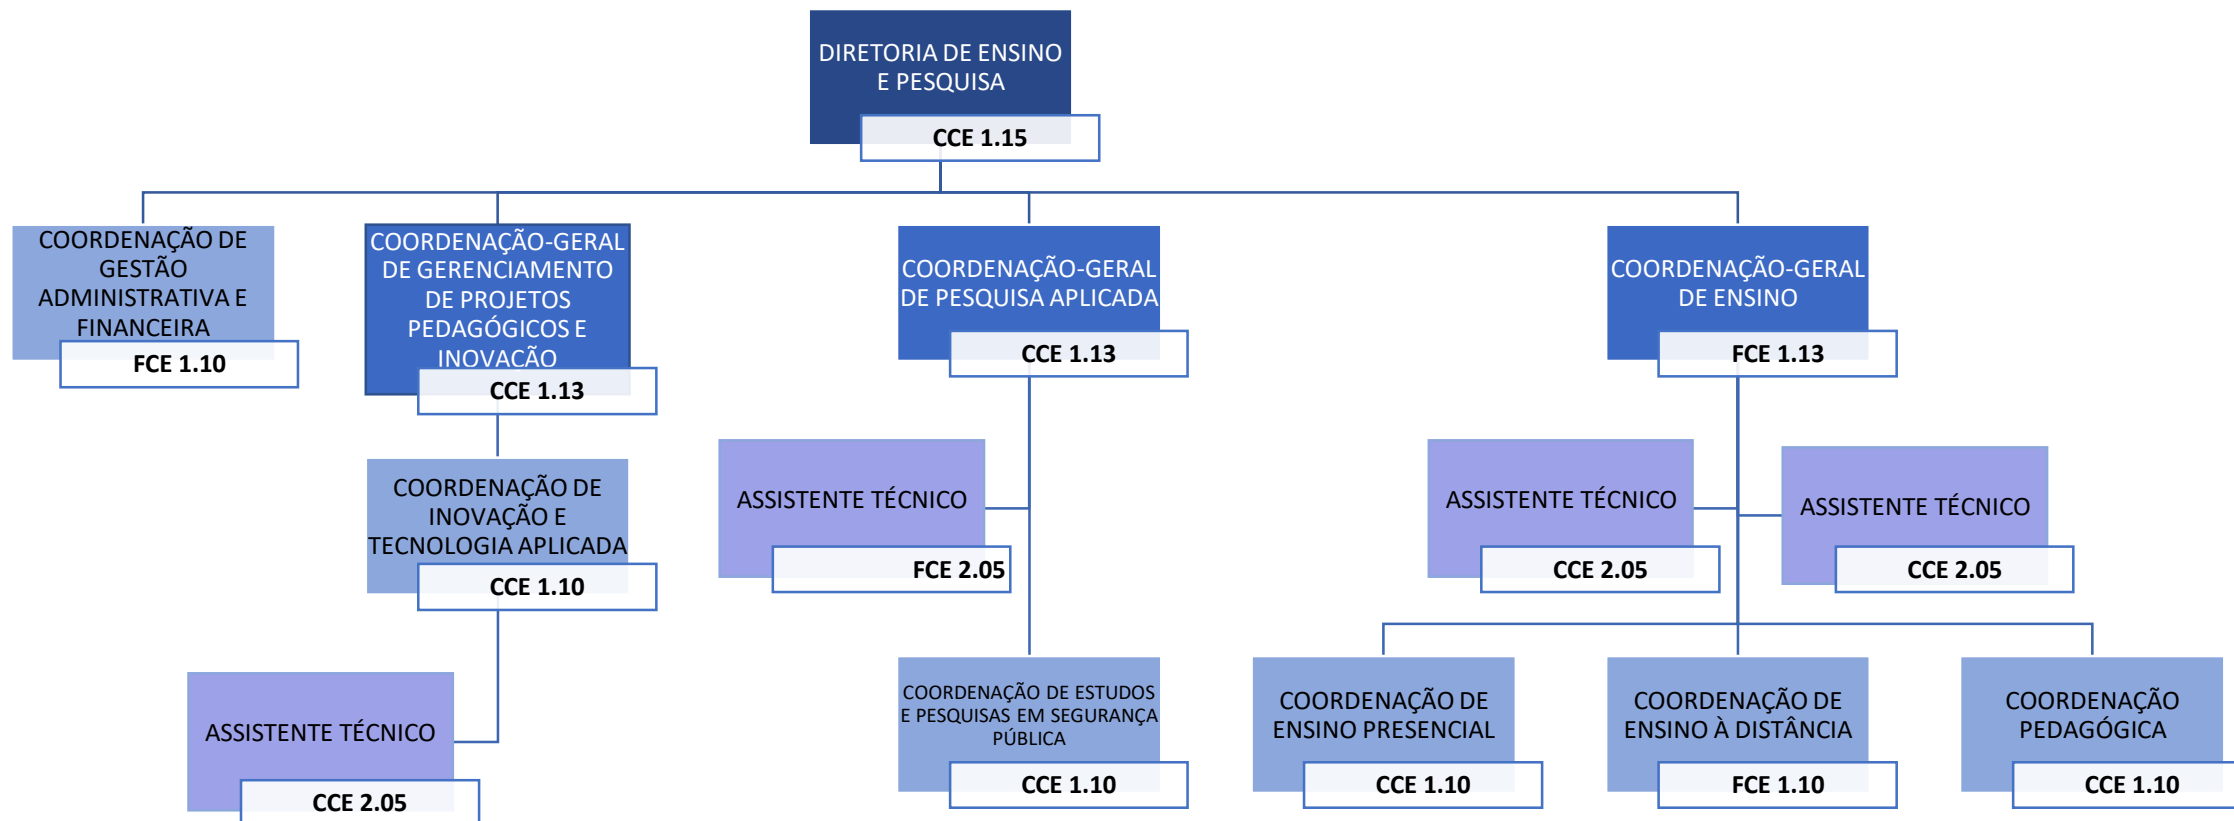 DIRETORIA DE ENSINO
E PESQUISA
CCE 1.15
COORDENAÇÃO DE
GESTÃO
ADMINISTRATIVA E
FINANCEIRA
FCE 1.10
COORDENAÇÃO-GERAL
DE GERENCIAMENTO
DE PROJETOS
PEDAGÓGICOS E
INOVAÇÃO
CCE 1.13
COORDENAÇÃO-GERAL
DE PESQUISA APLICADA
CCE 1.13
COORDENAÇÃO-GERAL
DE ENSINO
FCE 1.13
COORDENAÇÃO DE
INOVAÇÃO E
TECNOLOGIA APLICADA
CCE 1.10
ASSISTENTE TÉCNICO
FCE 2.05
ASSISTENTE TÉCNICO
CCE 2.05
ASSISTENTE TÉCNICO
CCE 2.05
ASSISTENTE TÉCNICO
CCE 2.05
COORDENAÇÃO DE ESTUDOS
E PESQUISAS EM SEGURANÇA
PÚBLICA
CCE 1.10
COORDENAÇÃO DE
ENSINO PRESENCIAL
CCE 1.10
COORDENAÇÃO DE
ENSINO À DISTÂNCIA
FCE 1.10
COORDENAÇÃO
PEDAGÓGICA
CCE 1.10